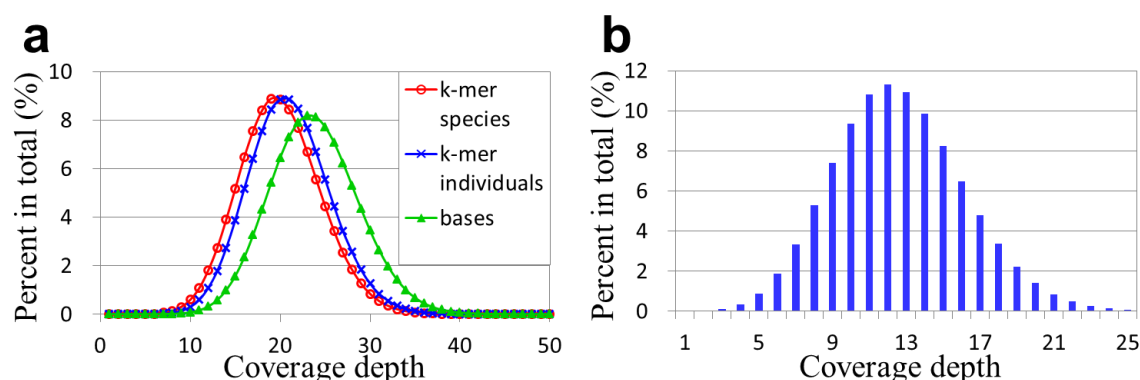 a
Percent in total (%)
10
8
6
4
2
0
0 10 20 30 40 50
Coverage depth
k-mer
species
k-mer
individuals
bases
b
Percent in total (%)
12
10
8
6
4
2
0
1 5 9 13 17 21 25
Coverage depth